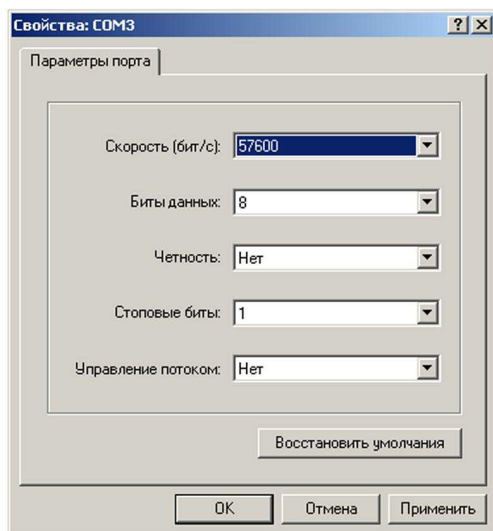 Свойства: COM3
Параметры порта
Скорость (бит/с): 57600
Биты данных: 8
Четность: Нет
Стоповые биты: 1
Управление потоком: Нет
Восстановить умолчания
OK Отмена Применить